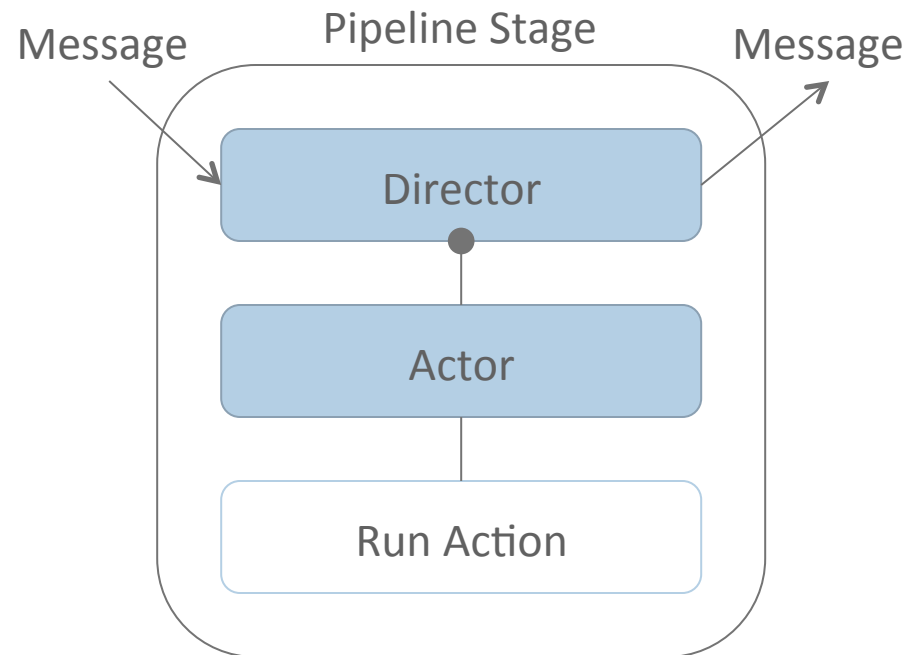 Message
Pipeline Stage
Message
Director
Actor
Run Action